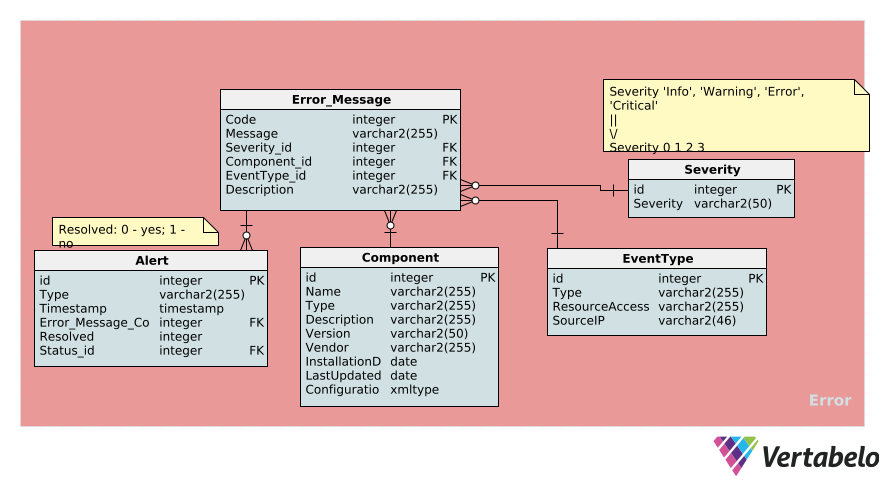 Severity 'Info', 'Warning', 'Error',
'Critical'
||
\/
Severity 0 1 2 3
Error_Message
Code integer PK
Message varchar2(255)
Severity_id integer FK
Component_id integer FK
EventType_id integer FK
Description varchar2(255)
Severity
id integer PK
Severity varchar2(50)
Resolved: 0 - yes; 1 -
no
Alert
id integer PK
Type varchar2(255)
Timestamp timestamp
Error_Message_Co integer FK
Resolved integer
Status_id integer FK
Component
id integer PK
Name varchar2(255)
Type varchar2(255)
Description varchar2(255)
Version varchar2(50)
Vendor varchar2(255)
InstallationD date
LastUpdated date
Configuratio xmltype
EventType
id integer PK
Type varchar2(255)
ResourceAccess varchar2(255)
SourceIP varchar2(46)
Error
Vertabelo